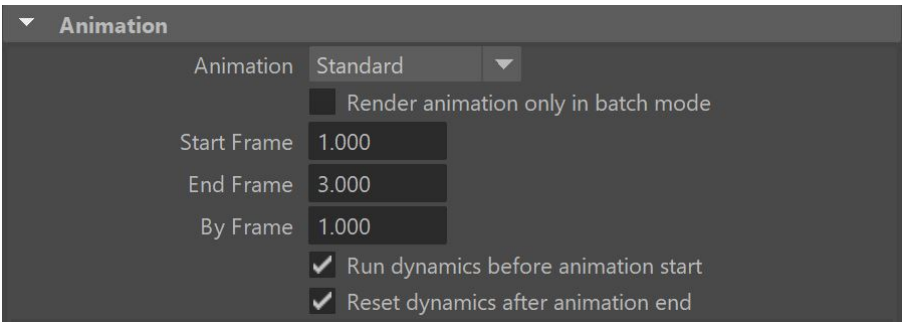 Animation
Animation Standard
Render animation only in batch mode
Start Frame 1.000
End Frame 3.000
By Frame 1.000
Run dynamics before animation start
Reset dynamics after animation end